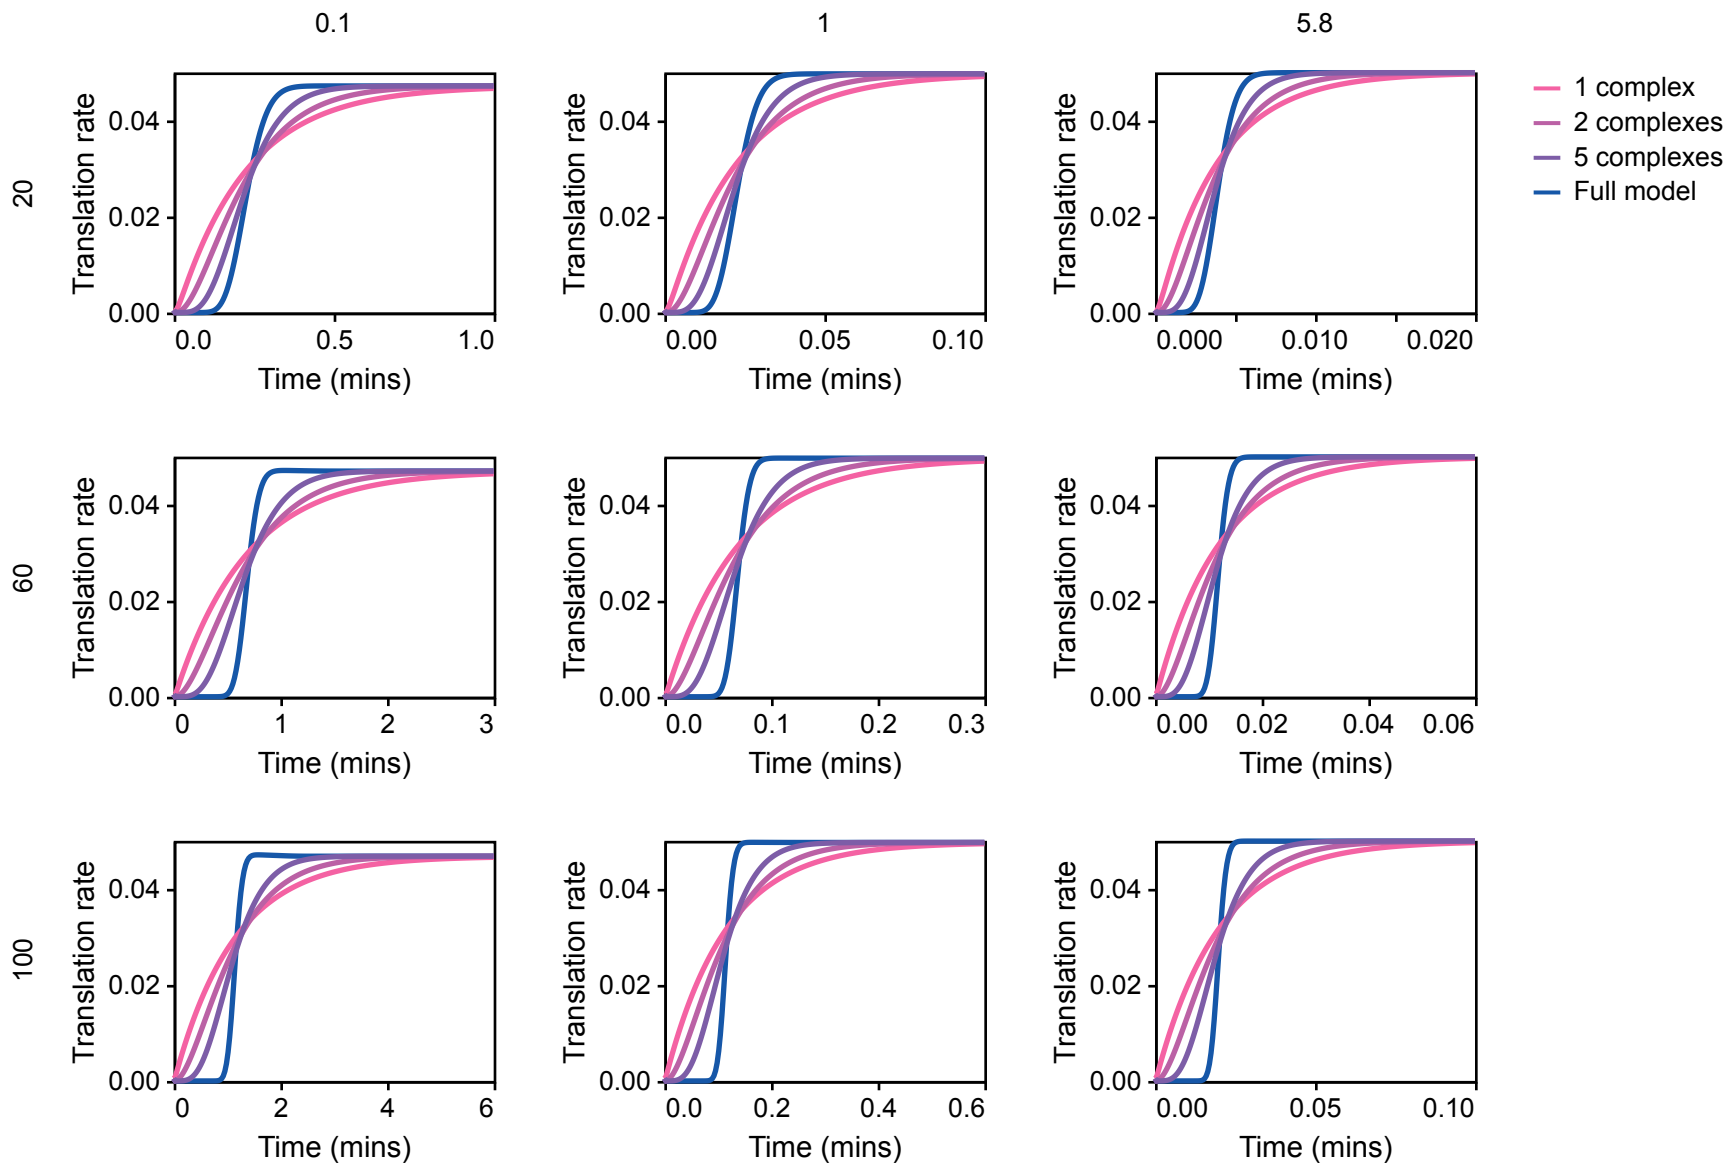 0.1 1 5.8
20
Translation rate
0.04
0.02
0.00
0.0 0.5 1.0
Time (mins)
Translation rate
0.04
0.02
0.00
0.00 0.05 0.10
Time (mins)
Translation rate
0.04
0.02
0.00
0.000 0.010 0.020
Time (mins)
1 complex
2 complexes
5 complexes
Full model
60
Translation rate
0.04
0.02
0.00
0 1 2 3
Time (mins)
Translation rate
0.04
0.02
0.00
0.0 0.1 0.2 0.3
Time (mins)
Translation rate
0.04
0.02
0.00
0.00 0.02 0.04 0.06
Time (mins)
100
Translation rate
0.04
0.02
0.00
0 2 4 6
Time (mins)
Translation rate
0.04
0.02
0.00
0.0 0.2 0.4 0.6
Time (mins)
Translation rate
0.04
0.02
0.00
0.00 0.05 0.10
Time (mins)